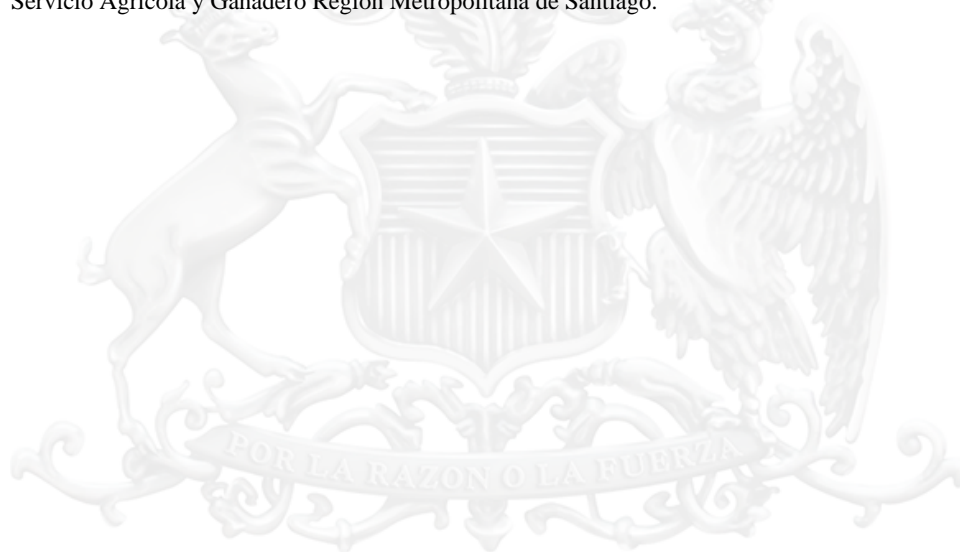 Servicio Agrícola y Ganadero Región Metropolitana de Santiago.
POR LA RAZON O LA FUERZA